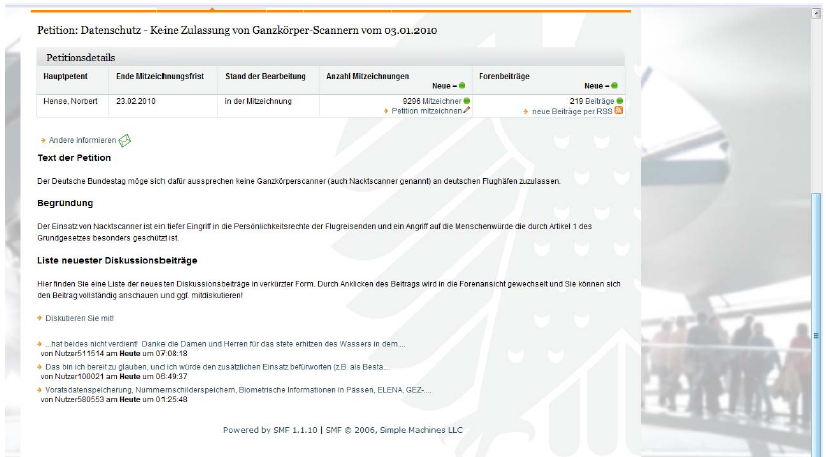 Petition: Datenschutz - Keine Zulassung von Ganzkörper-Scannern vom 03.01.2010
Petitionsdetails
Hauptpetent Ende Mitzeichnungsfrist Stand der Bearbeitung Anzahl Mitzeichnungen Forenbeiträge
Neue = Neue =
Hense, Norbert 23.02.2010 in der Mitzeichnung 9296 Mitzeichner 219 Beiträge
Petition mitzeichnen neue Beiträge per RSS
Andere informieren
Text der Petition
Der Deutsche Bundestag möge sich dafür aussprechen keine Ganzkörperscanner (auch Nacktscanner genannt) an deutschen Flughäfen zuzulassen.
Begründung
Der Einsatz von Nacktscannern ist ein tiefer Eingriff in die Persönlichkeitsrechte der Flugreisenden und ein Angriff auf die Menschenwürde die durch Artikel 1 des
Grundgesetzes besonders geschützt ist.
Liste neuester Diskussionsbeiträge
Hier finden Sie eine Liste der neuesten Diskussionsbeiträge in verkürzter Form. Durch Anklicken des Beitrags wird in die Forenansicht gewechselt und Sie können sich
den Beitrag vollständig anschauen und ggf. mitdiskutieren!
Diskutieren Sie mit!
...hat beides nicht verdient! Danke die Damen und Herren für das stete erhitzen des Wassers in dem....
von Nutzer511514 am Heute um 07:08:18
Das bin ich bereit zu glauben, und ich würde den zusätzlichen Einsatz befürworten (z.B. als Besta....
von Nutzer100021 am Heute um 06:49:37
Voratsdatenspeicherung, Nümmernschilderspeichern, Biometrische Informationen in Pässen, ELENA, GEZ-....
von Nutzer580553 am Heute um 01:25:48
Powered by SMF 1.1.10 | SMF © 2006, Simple Machines LLC